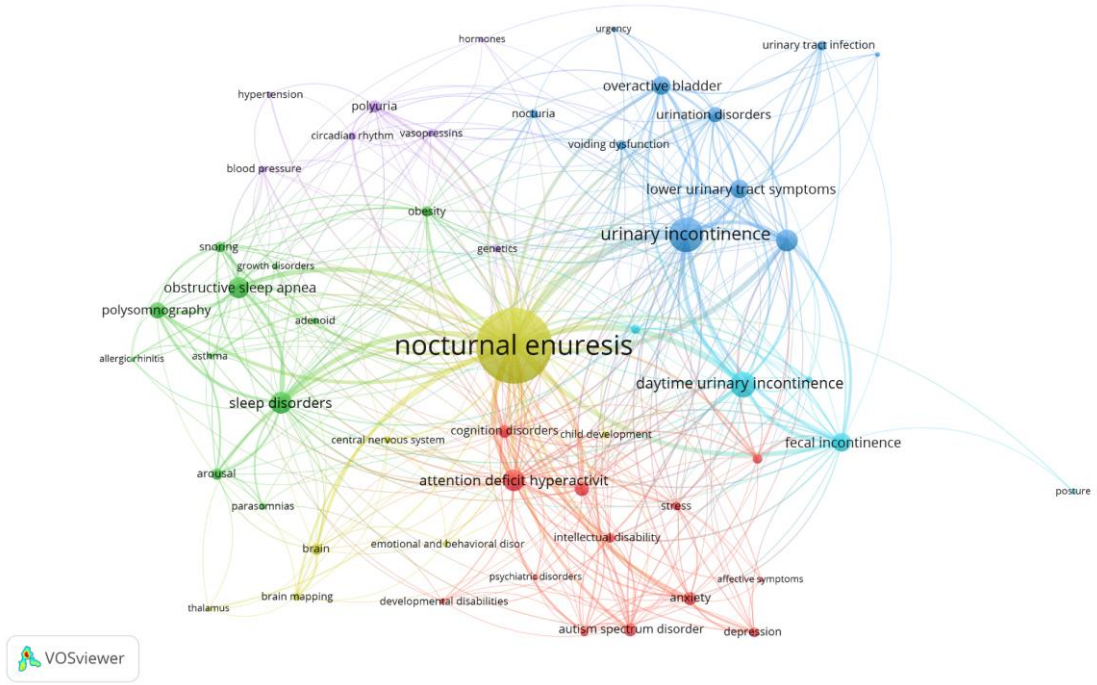 urgency
hormones
urinary tract infection
overactive bladder
hypertension
polyuria
nocturia
urination disorders
circadian rhythm
vasopressins
voiding dysfunction
blood pressure
lower urinary tract symptoms
obesity
urinary incontinence
snoring
genetics
growth disorders
obstructive sleep apnea
polysomnography
adenoid
nocturnal enuresis
allergic rhinitis
asthma
daytime urinary incontinence
sleep disorders
cognition disorders
child development
central nervous system
fecal incontinence
arousal
attention deficit hyperactivit
posture
parasomnias
stress
intellectual disability
emotional and behavioral disor
brain
psychiatric disorders
affective symptoms
brain mapping
developmental disabilities
anxiety
thalamus
autism spectrum disorder
depression
VOSviewer